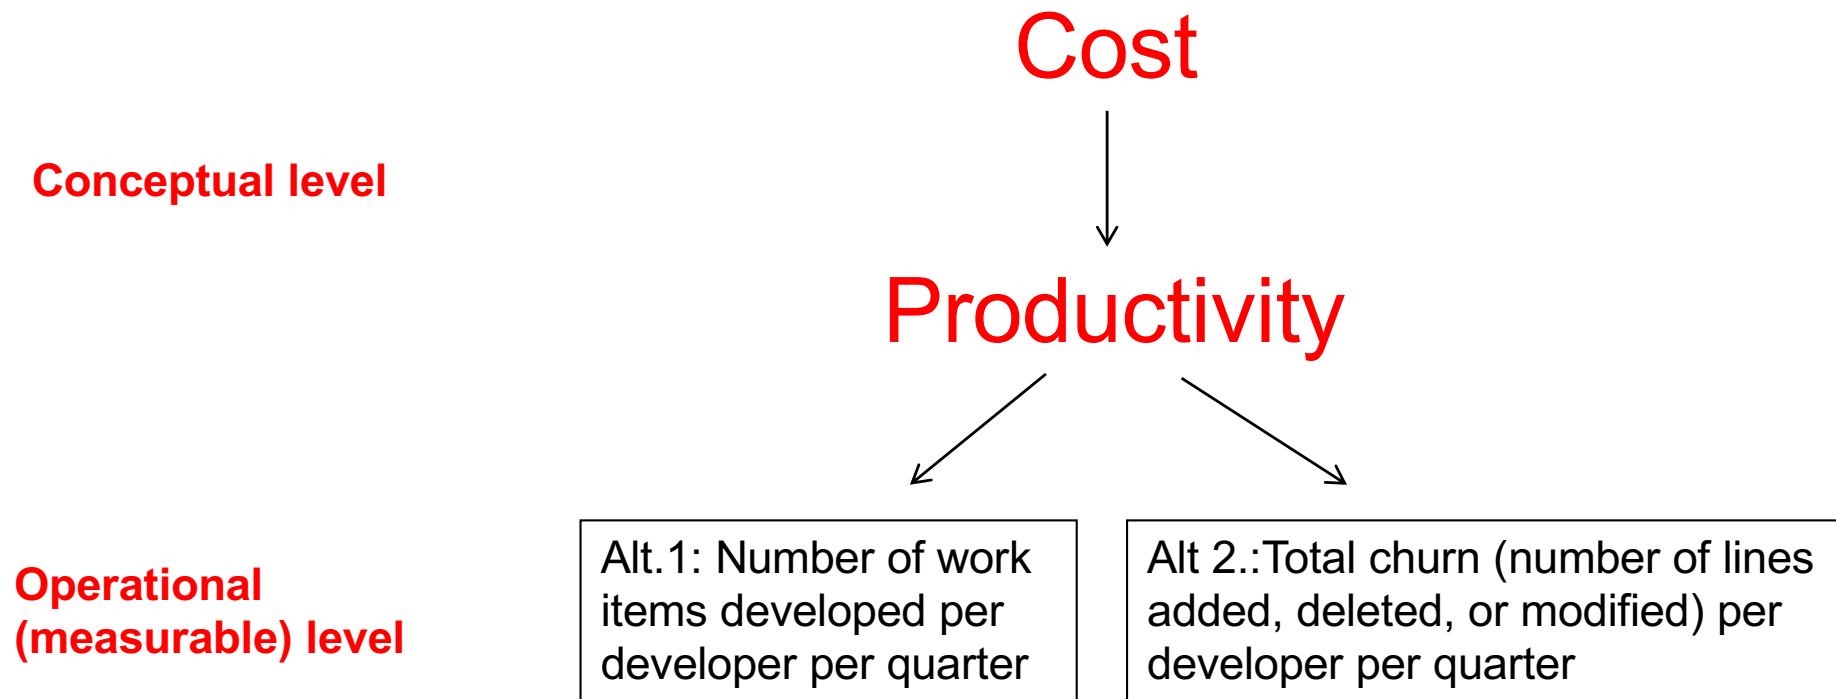 Cost
Conceptual level
Productivity
Operational
(measurable) level
Alt.1: Number of work
items developed per
developer per quarter
Alt 2.:Total churn (number of lines
added, deleted, or modified) per
developer per quarter